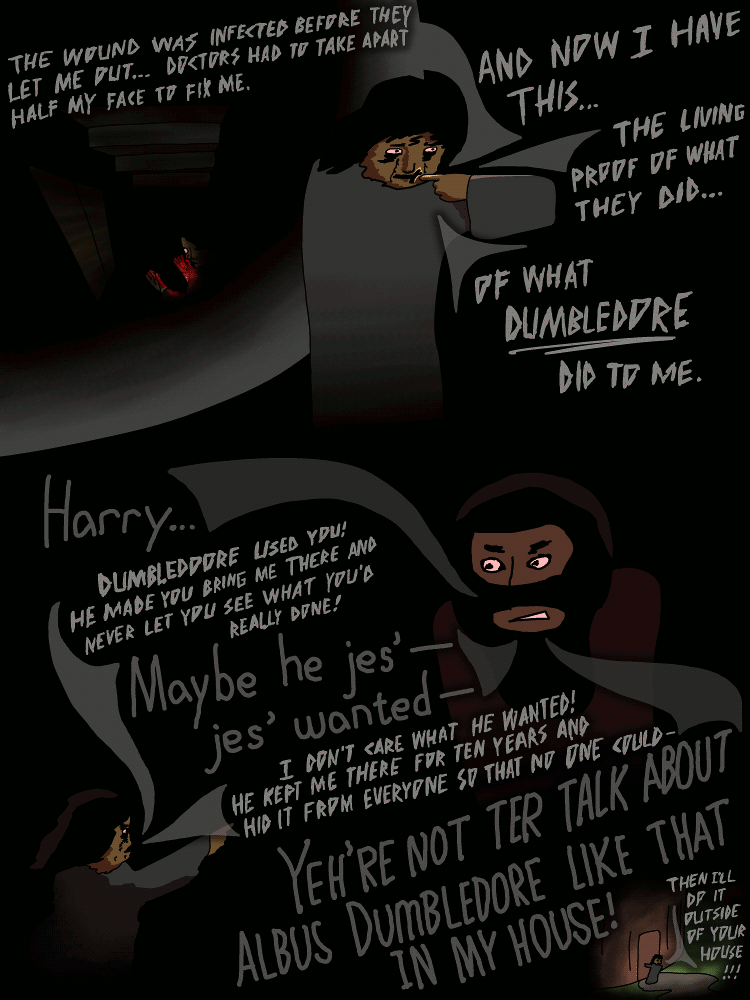 THE WOUND WAS INFECTED BEFORE THEY
LET ME OUT... DOCTORS HAD TO TAKE APART
HALF MY FACE TO FIX ME.
AND NOW I HAVE
THIS...
THE LIVING
PROOF OF WHAT
THEY DID...
OF WHAT
DUMBLEDORE
DID TO ME.
Harry...
DUMBLEDORE USED YOU!
HE MADE YOU BRING ME THERE AND
NEVER LET YOU SEE WHAT YOU'D
REALLY DONE!
Maybe he jes' —
jes' wanted —
I DON'T CARE WHAT HE WANTED!
HE KEPT ME THERE FOR TEN YEARS AND
HID IT FROM EVERYONE SO THAT NO ONE COULD-
YEH'RE NOT TER TALK ABOUT
ALBUS DUMBLEDORE LIKE THAT
IN MY HOUSE!
THEN I'LL
DO IT
OUTSIDE
OF YOUR
HOUSE
!!!